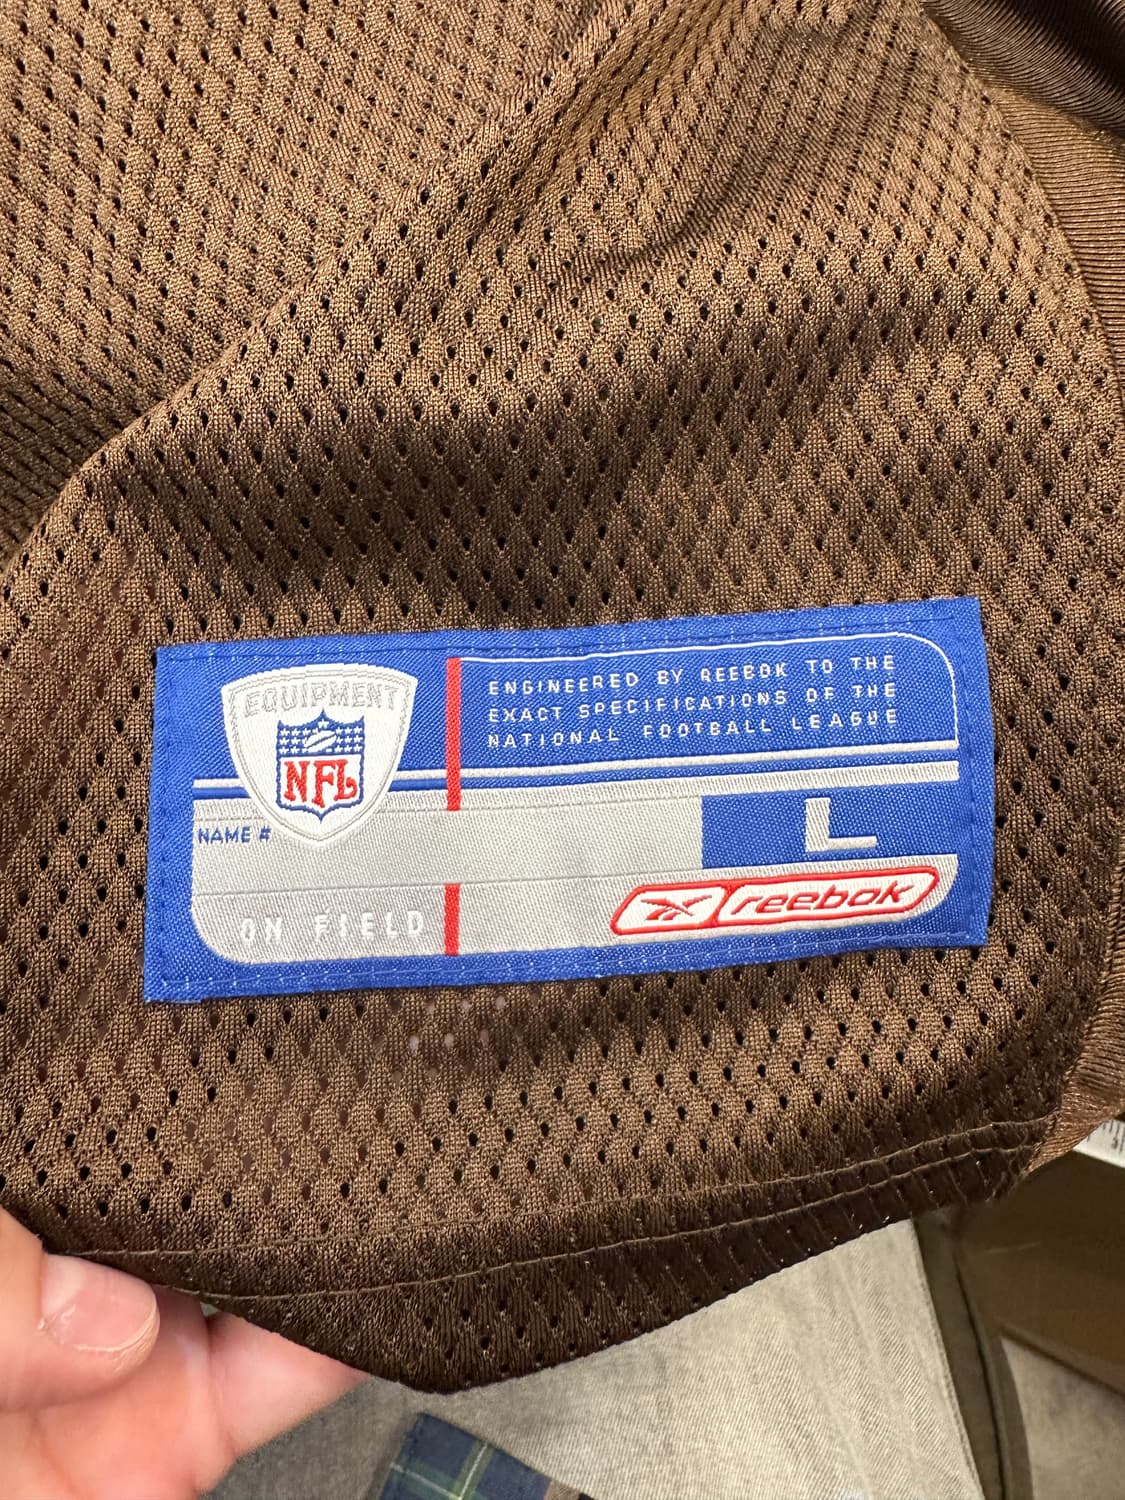 EQUIPMENT
NFL
ENGINEERED BY REEBOK TO THE
EXACT SPECIFICATIONS OF THE
NATIONAL FOOTBALL LEAGUE
NAME #
L
ON FIELD
reebok